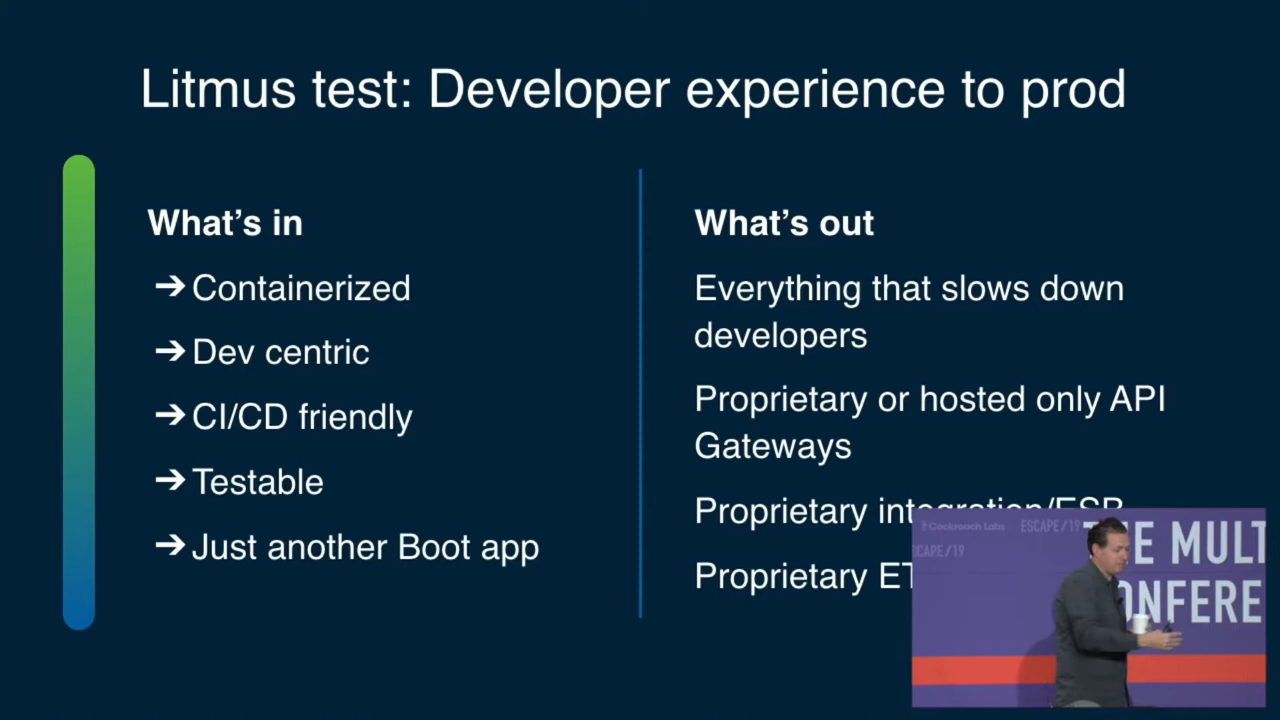 Litmus test: Developer experience to prod
What’s in
➔ Containerized
➔ Dev centric
➔ CI/CD friendly
➔ Testable
➔ Just another Boot app
What’s out
Everything that slows down
developers
Proprietary or hosted only API
Gateways
Proprietary integration/ESB
Proprietary
Cockroach Labs ESCAPE/19
SCAPE/19
THE MULT
ONFERE